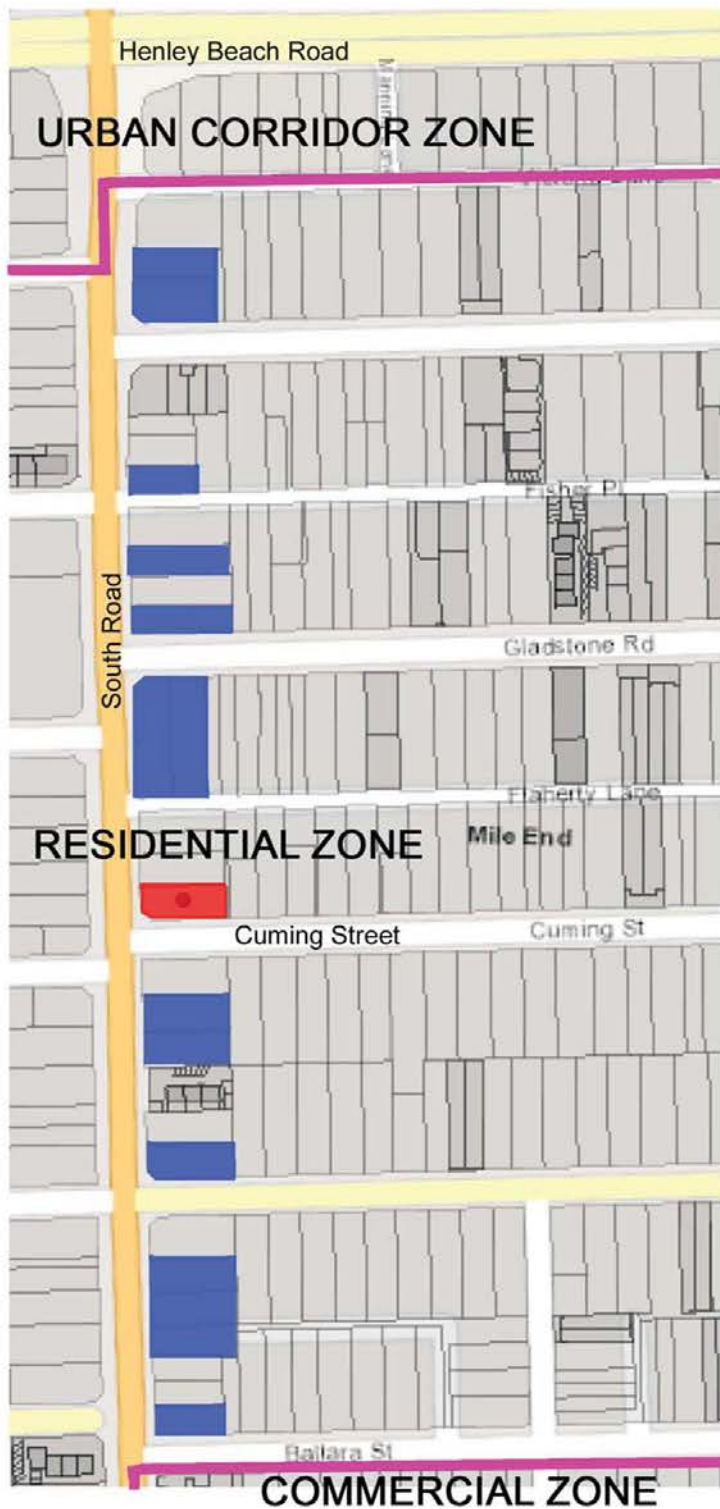 Henley Beach Road
URBAN CORRIDOR ZONE
Fisher Pl
South Road
Gladstone Rd
Flaherty Lane
RESIDENTIAL ZONE
Mile End
Cuming Street
Cuming St
Ballara St
COMMERCIAL ZONE